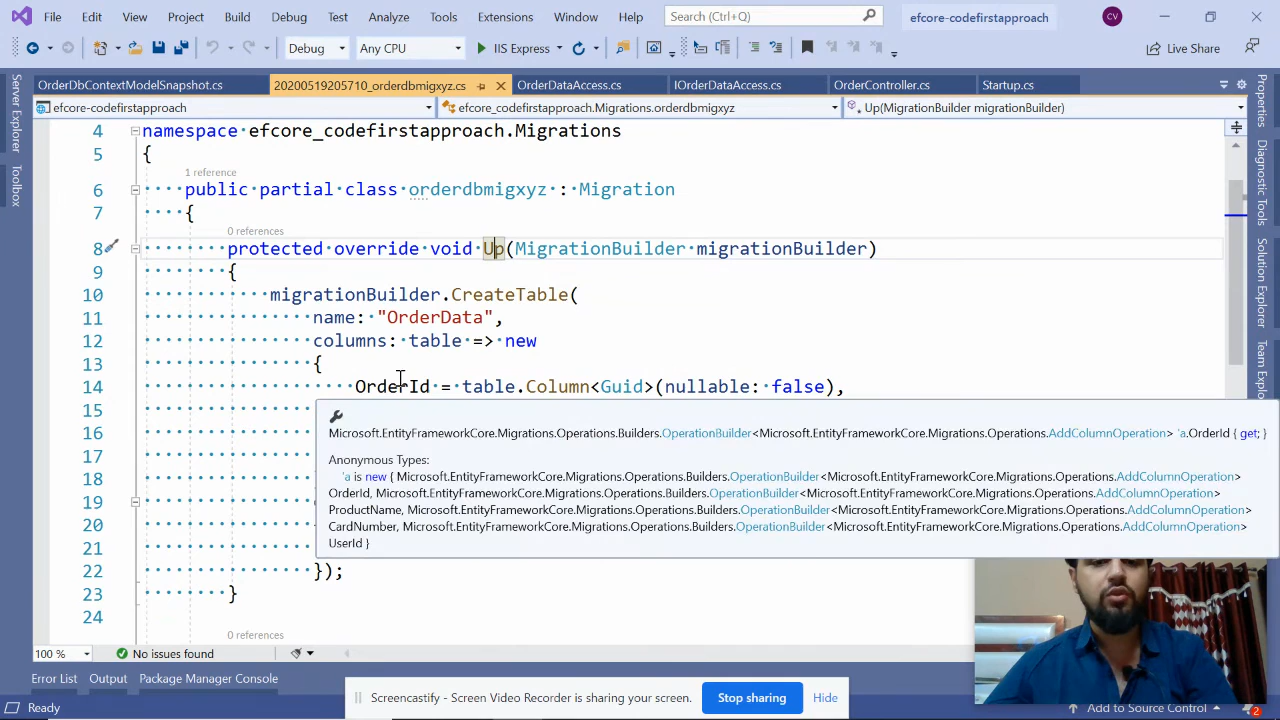 File Edit View Project Build Debug Test Analyze Tools Extensions Window Help Search (Ctrl+Q) efcore-codefirstapproach CV
Debug Any CPU IIS Express Live Share
OrderDbContextModelSnapshot.cs 20200519205710_orderdbmigxyz.cs OrderDataAccess.cs IOrderDataAccess.cs OrderController.cs Startup.cs
efcore-codefirstapproach efcore_codefirstapproach.Migrations.orderdbmigxyz Up(MigrationBuilder migrationBuilder)
Server Explorer
Toolbox
Properties
Diagnostic Tools
Solution Explorer
Team Explorer
4 namespace efcore_codefirstapproach.Migrations
5 {
1 reference
6 public partial class orderdbmigxyz : Migration
7 {
0 references
8 protected override void Up(MigrationBuilder migrationBuilder)
9 {
10 migrationBuilder.CreateTable(
11 name: "OrderData",
12 columns: table => new
13 {
14 OrderId = table.Column<Guid>(nullable: false),
15
16
17
18
19
20
21
22 });
23 }
24
0 references
Microsoft.EntityFrameworkCore.Migrations.Operations.Builders.OperationBuilder<Microsoft.EntityFrameworkCore.Migrations.Operations.AddColumnOperation> 'a.OrderId { get; }
Anonymous Types:
'a is new { Microsoft.EntityFrameworkCore.Migrations.Operations.Builders.OperationBuilder<Microsoft.EntityFrameworkCore.Migrations.Operations.AddColumnOperation>
OrderId, Microsoft.EntityFrameworkCore.Migrations.Operations.Builders.OperationBuilder<Microsoft.EntityFrameworkCore.Migrations.Operations.AddColumnOperation>
ProductName, Microsoft.EntityFrameworkCore.Migrations.Operations.Builders.OperationBuilder<Microsoft.EntityFrameworkCore.Migrations.Operations.AddColumnOperation>
CardNumber, Microsoft.EntityFrameworkCore.Migrations.Operations.Builders.OperationBuilder<Microsoft.EntityFrameworkCore.Migrations.Operations.AddColumnOperation>
UserId }
100 % No issues found
Error List Output Package Manager Console
Screencastify - Screen Video Recorder is sharing your screen. Stop sharing Hide
Ready Add to Source Control 2